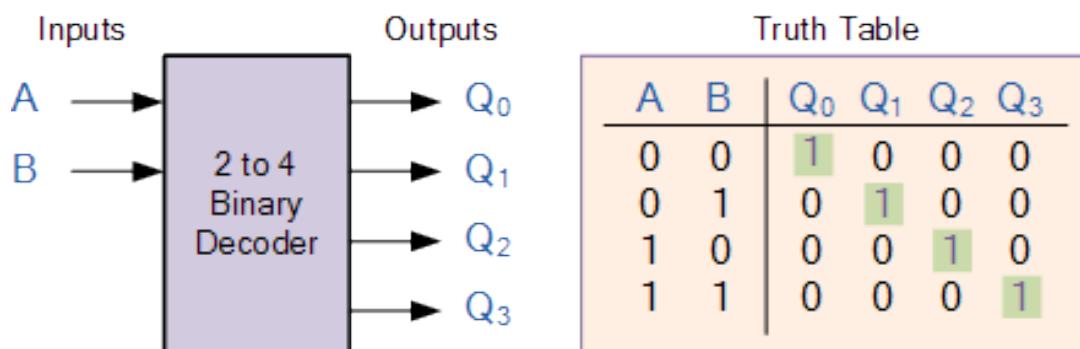 Inputs Outputs Truth Table
A Q0 A B Q0 Q1 Q2 Q3
B 2 to 4 Binary Decoder Q1 0 0 1 0 0 0
Q2 0 1 0 1 0 0
Q3 1 0 0 0 1 0
1 1 0 0 0 1